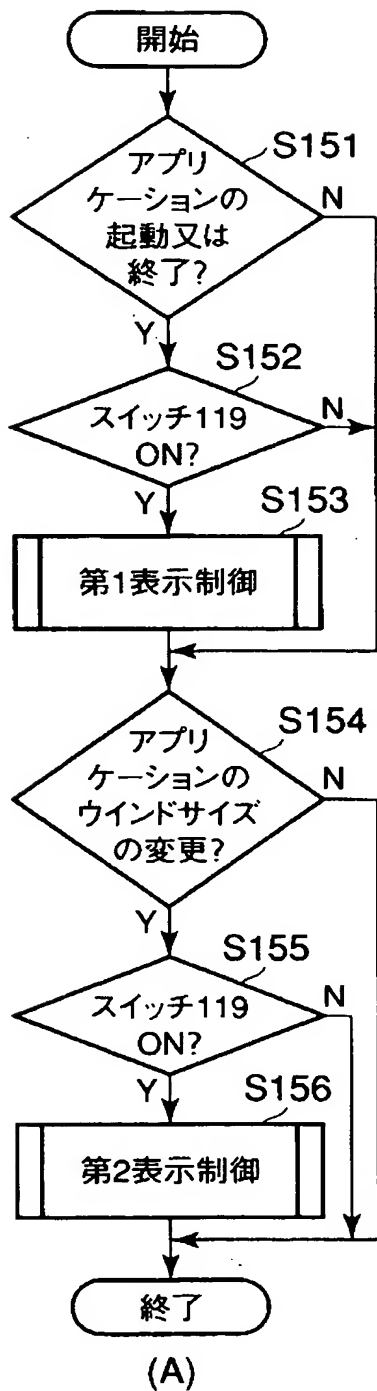 開始
S151
アプリ
ケーションの
起動又は
終了?
N
Y
S152
スイッチ119
ON?
N
Y
S153
第1表示制御
S154
アプリ
ケーションの
ウインドサイズ
の変更?
N
Y
S155
スイッチ119
ON?
N
Y
S156
第2表示制御
終了
(A)